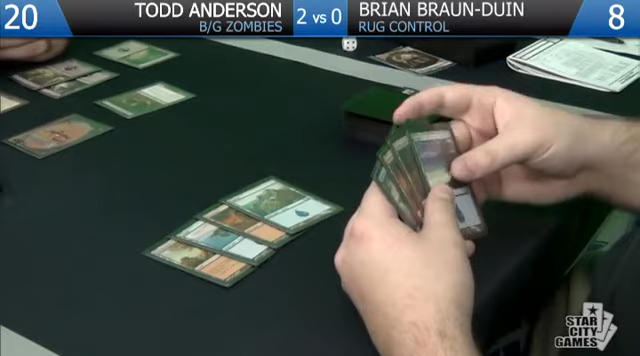 20
TODD ANDERSON
B/G ZOMBIES
2 vs 0
BRIAN BRAUN-DUIN
RUG CONTROL
8
STAR
CITY
GAMES